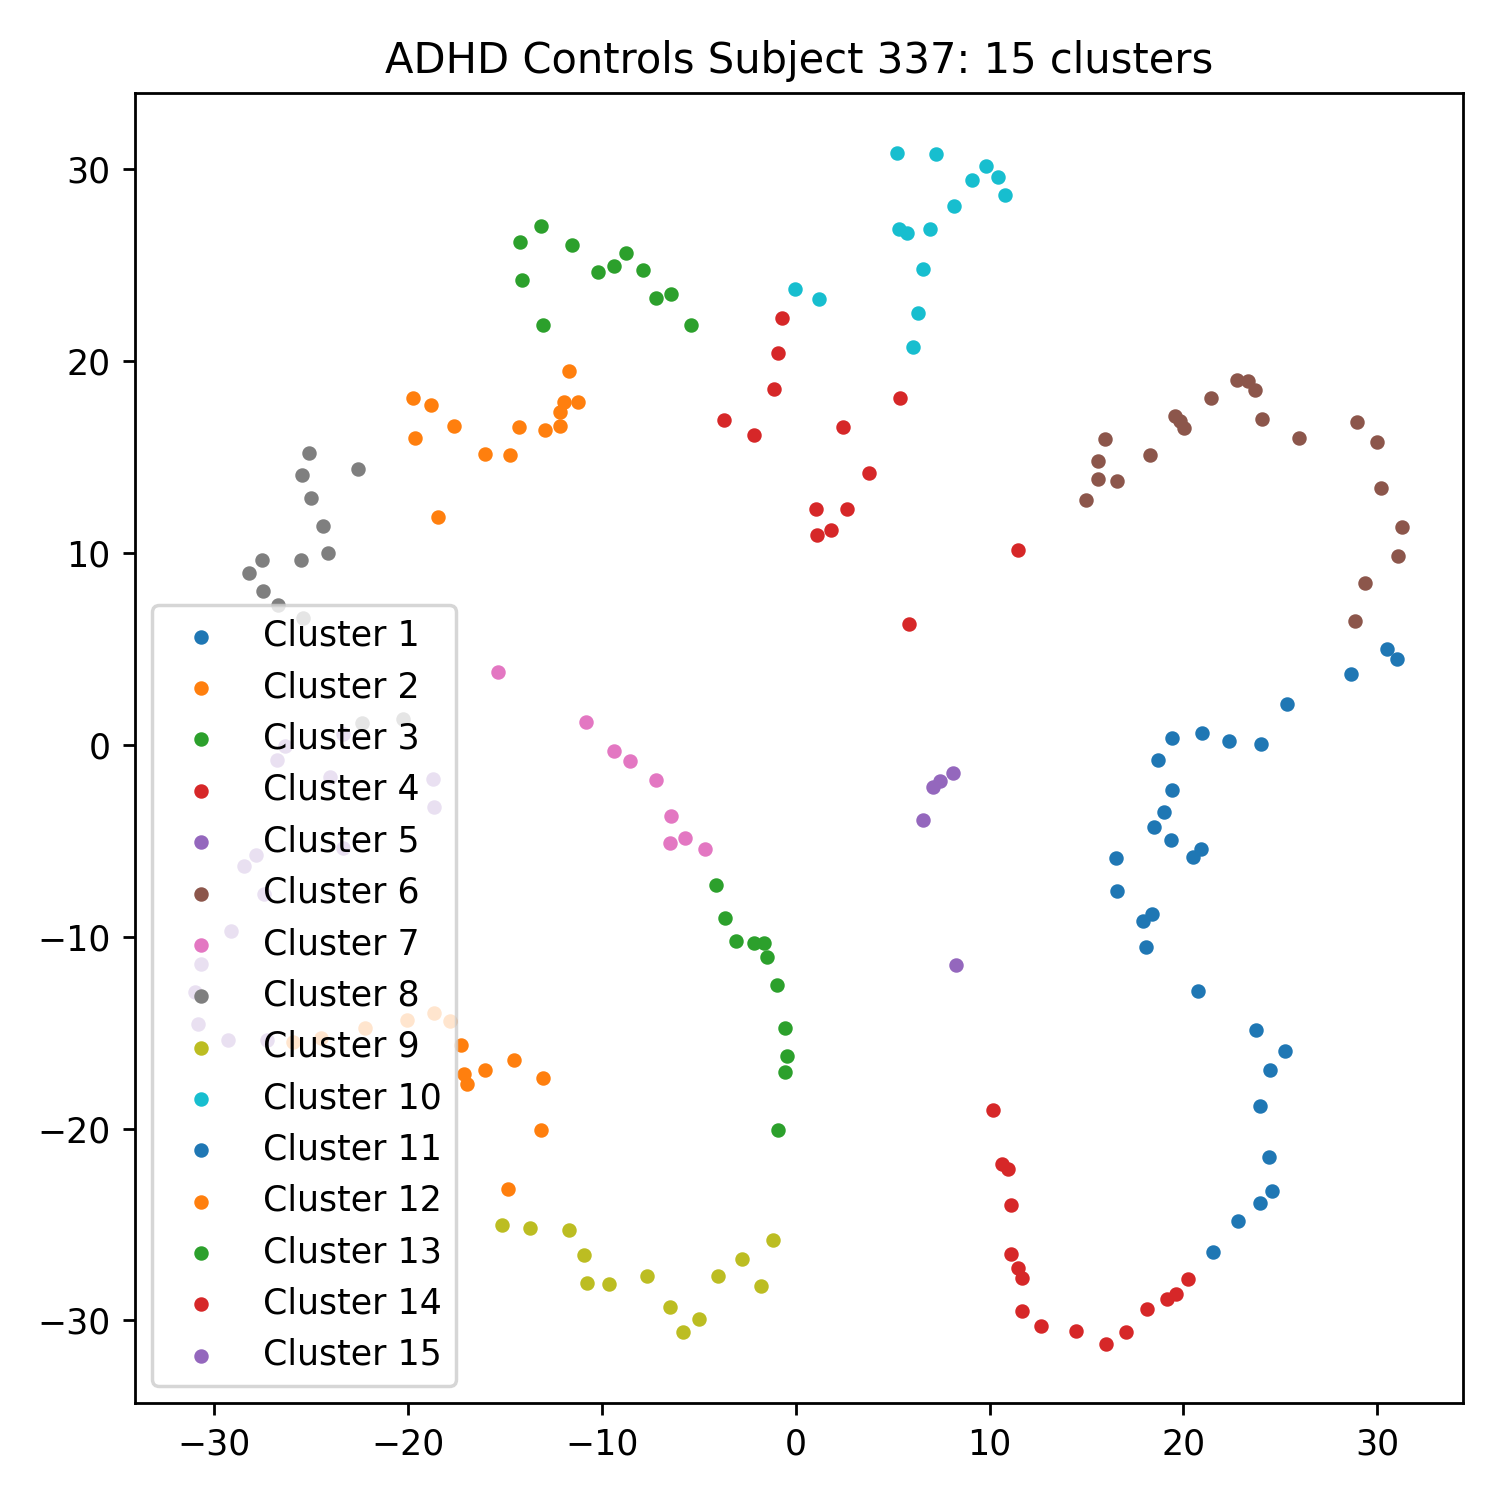 ADHD Controls Subject 337: 15 clusters
30
20
10
0
−10
−20
−30
Cluster 1
Cluster 2
Cluster 3
Cluster 4
Cluster 5
Cluster 6
Cluster 7
Cluster 8
Cluster 9
Cluster 10
Cluster 11
Cluster 12
Cluster 13
Cluster 14
Cluster 15
−30 −20 −10 0 10 20 30